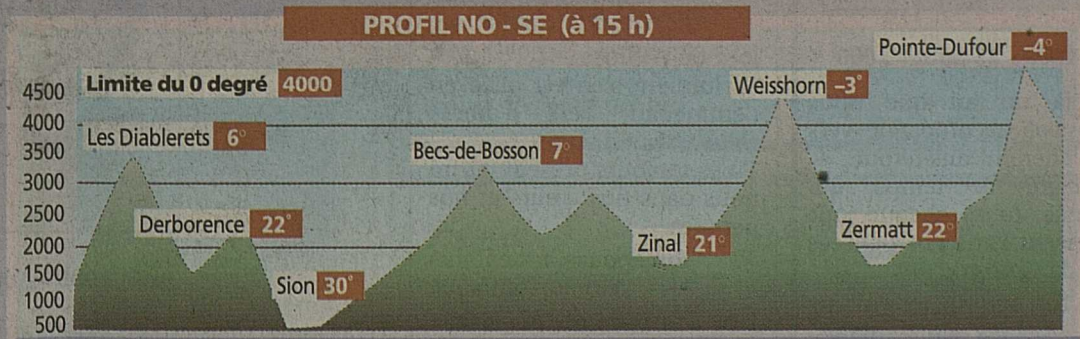 PROFIL NO - SE (à 15 h)
Pointe-Dufour -4°
Limite du 0 degré 4000
Weisshorn -3°
Les Diablerets 6°
Becs-de-Bosson 7°
Derborence 22°
Zinal 21°
Zermatt 22°
Sion 30°
4500
4000
3500
3000
2500
2000
1500
1000
500